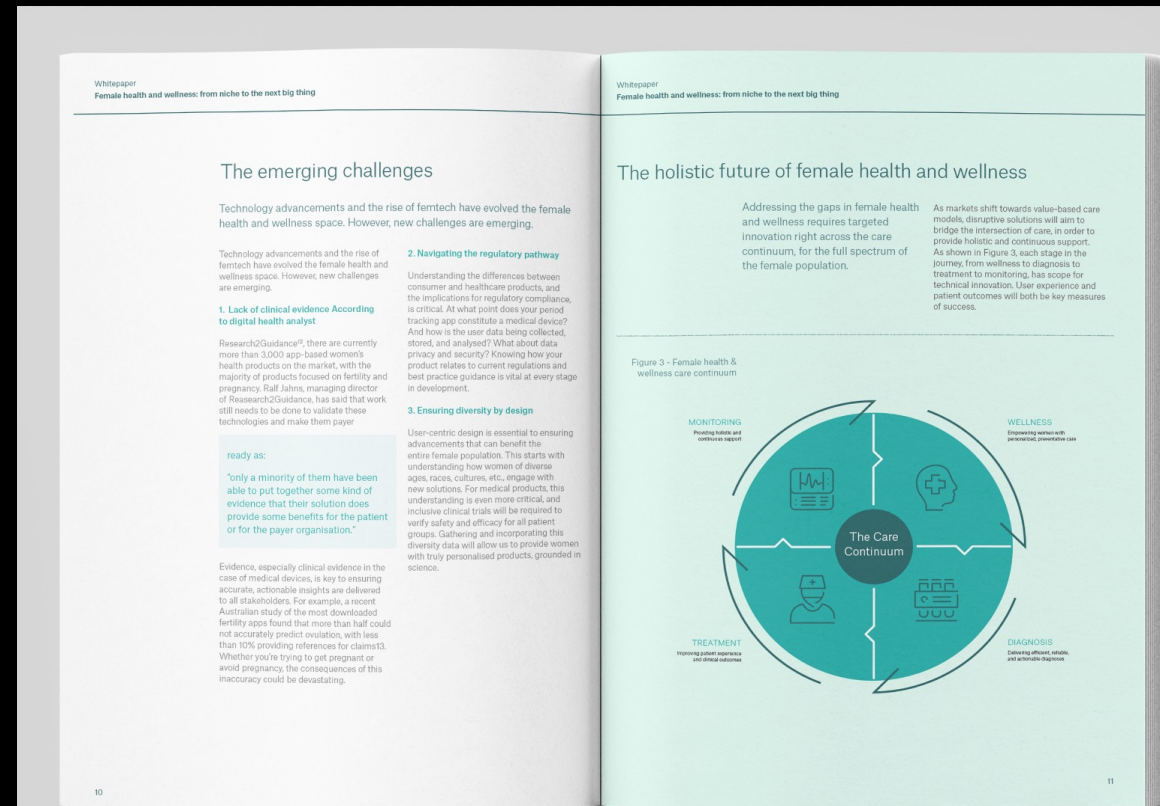 Whitepaper
Female health and wellness: from niche to the next big thing
The emerging challenges
Technology advancements and the rise of femtech have evolved the female
health and wellness space. However, new challenges are emerging.
Technology advancements and the rise of
femtech have evolved the female health and
wellness space. However, new challenges
are emerging.
1. Lack of clinical evidence According
to digital health analyst
Research2Guidance¹², there are currently
more than 3,000 app-based women's
health products on the market, with the
majority of products focused on fertility and
pregnancy. Ralf Jahns, managing director
of Reasearch2Guidance, has said that work
still needs to be done to validate these
technologies and make them payer
ready as:
"only a minority of them have been
able to put together some kind of
evidence that their solution does
provide some benefits for the patient
or for the payer organisation."
Evidence, especially clinical evidence in the
case of medical devices, is key to ensuring
accurate, actionable insights are delivered
to all stakeholders. For example, a recent
Australian study of the most downloaded
fertility apps found that more than half could
not accurately predict ovulation, with less
than 10% providing references for claims13.
Whether you're trying to get pregnant or
avoid pregnancy, the consequences of this
inaccuracy could be devastating.
2. Navigating the regulatory pathway
Understanding the differences between
consumer and healthcare products, and
the implications for regulatory compliance,
is critical. At what point does your period
tracking app constitute a medical device?
And how is the user data being collected,
stored, and analysed? What about data
privacy and security? Knowing how your
product relates to current regulations and
best practice guidance is vital at every stage
in development.
3. Ensuring diversity by design
User-centric design is essential to ensuring
advancements that can benefit the
entire female population. This starts with
understanding how women of diverse
ages, races, cultures, etc., engage with
new solutions. For medical products, this
understanding is even more critical, and
inclusive clinical trials will be required to
verify safety and efficacy for all patient
groups. Gathering and incorporating this
diversity data will allow us to provide women
with truly personalised products, grounded in
science.
10
Whitepaper
Female health and wellness: from niche to the next big thing
The holistic future of female health and wellness
Addressing the gaps in female health
and wellness requires targeted
innovation right across the care
continuum, for the full spectrum of
the female population.
As markets shift towards value-based care
models, disruptive solutions will aim to
bridge the intersection of care, in order to
provide holistic and continuous support.
As shown in Figure 3, each stage in the
journey, from wellness to diagnosis to
treatment to monitoring, has scope for
technical innovation. User experience and
patient outcomes will both be key measures
of success.
Figure 3 - Female health &
wellness care continuum
MONITORING
Providing holistic and
continuous support
WELLNESS
Empowering women with
personalized, preventative care
The Care
Continuum
TREATMENT
Improving patient experience
and clinical outcomes
DIAGNOSIS
Delivering efficient, reliable,
and actionable diagnoses
11